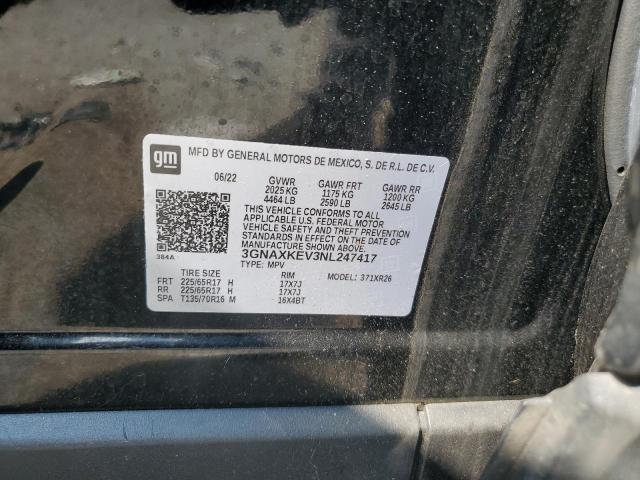 gm
MFD BY GENERAL MOTORS DE MEXICO, S. DE R.L. DE C.V.
06/22 GVWR GAWR FRT GAWR RR
2025 KG 1175 KG 1200 KG
4464 LB 2590 LB 2645 LB
THIS VEHICLE CONFORMS TO ALL
APPLICABLE U.S. FEDERAL MOTOR
VEHICLE SAFETY AND THEFT PREVENTION
STANDARDS IN EFFECT ON THE DATE OF
MANUFACTURE SHOWN ABOVE.
384A 3GNAXKEV3NL247417
TYPE: MPV
TIRE SIZE RIM MODEL: 371XR26
FRT 225/65R17 H 17X7J
RR 225/65R17 H 17X7J
SPA T135/70R16 M 16X4BT